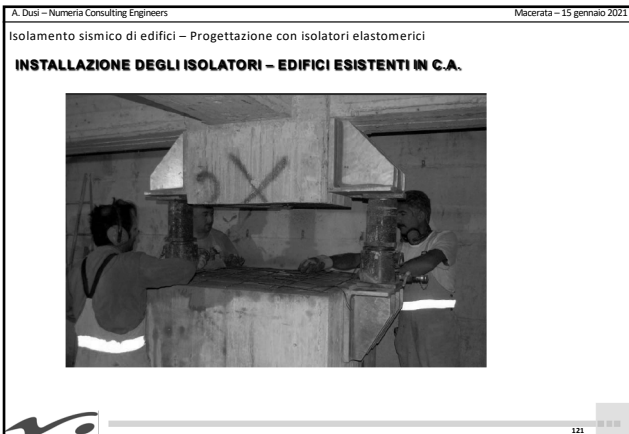 A. Dusi – Numeria Consulting Engineers
Macerata – 15 gennaio 2021
Isolamento sismico di edifici – Progettazione con isolatori elastomerici
INSTALLAZIONE DEGLI ISOLATORI – EDIFICI ESISTENTI IN C.A.
121